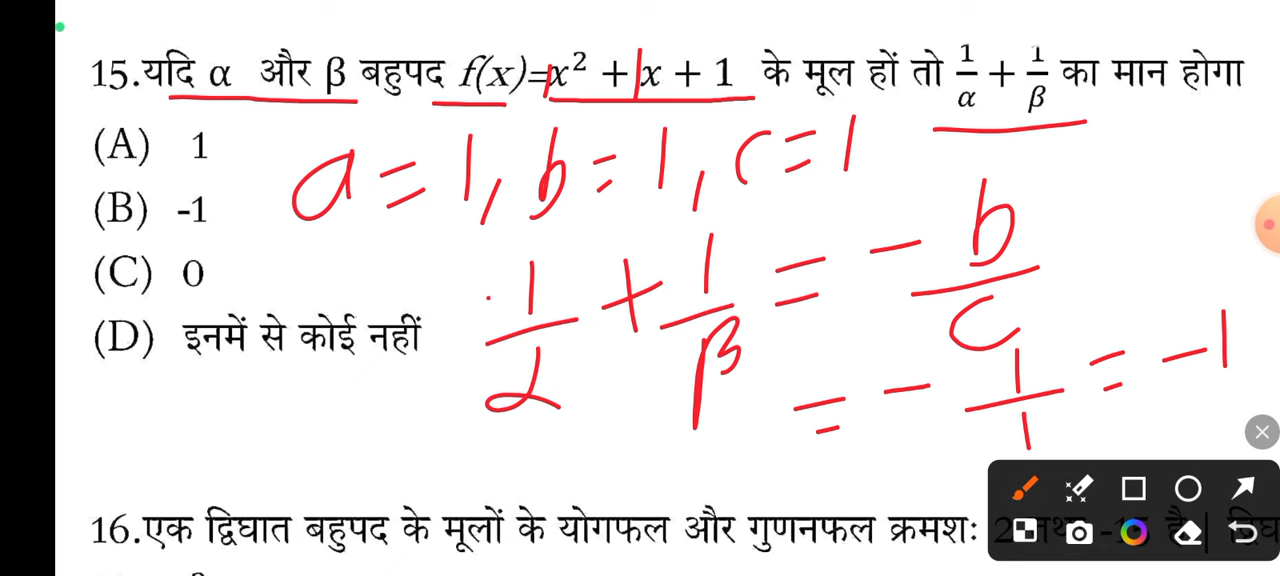 15.यदि α और β बहुपद f(x)=x² + x + 1 के मूल हों तो 1/α + 1/β का मान होगा
(A) 1
a = 1, b = 1, c = 1
(B) -1
(C) 0
1/α + 1/β = - b/c
(D) इनमें से कोई नहीं
= - 1/1 = -1
16.एक द्विघात बहुपद के मूलों के योगफल और गुणनफल क्रमशः